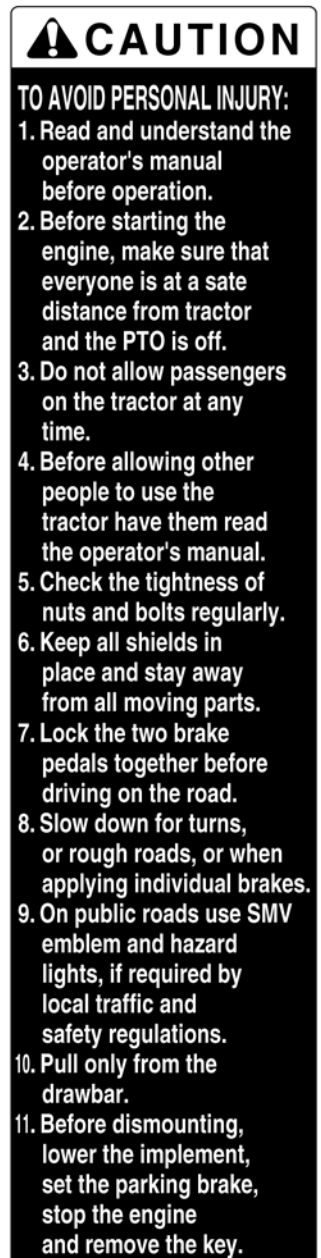 CAUTION
TO AVOID PERSONAL INJURY:
1. Read and understand the
operator's manual
before operation.
2. Before starting the
engine, make sure that
everyone is at a sate
distance from tractor
and the PTO is off.
3. Do not allow passengers
on the tractor at any
time.
4. Before allowing other
people to use the
tractor have them read
the operator's manual.
5. Check the tightness of
nuts and bolts regularly.
6. Keep all shields in
place and stay away
from all moving parts.
7. Lock the two brake
pedals together before
driving on the road.
8. Slow down for turns,
or rough roads, or when
applying individual brakes.
9. On public roads use SMV
emblem and hazard
lights, if required by
local traffic and
safety regulations.
10. Pull only from the
drawbar.
11. Before dismounting,
lower the implement,
set the parking brake,
stop the engine
and remove the key.